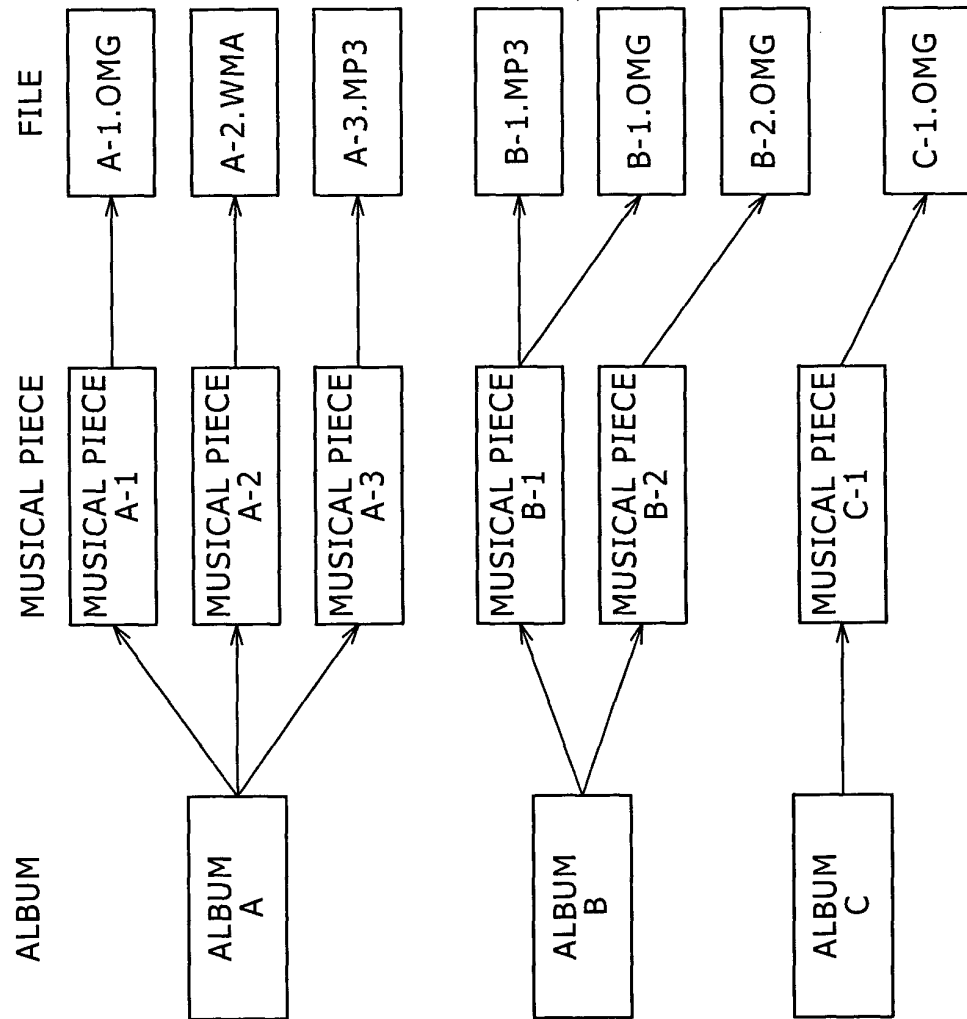 ALBUM
MUSICAL PIECE
FILE
ALBUM
A
MUSICAL PIECE
A-1
A-1.OMG
MUSICAL PIECE
A-2
A-2.WMA
MUSICAL PIECE
A-3
A-3.MP3
ALBUM
B
MUSICAL PIECE
B-1
B-1.MP3
B-1.OMG
MUSICAL PIECE
B-2
B-2.OMG
ALBUM
C
MUSICAL PIECE
C-1
C-1.OMG